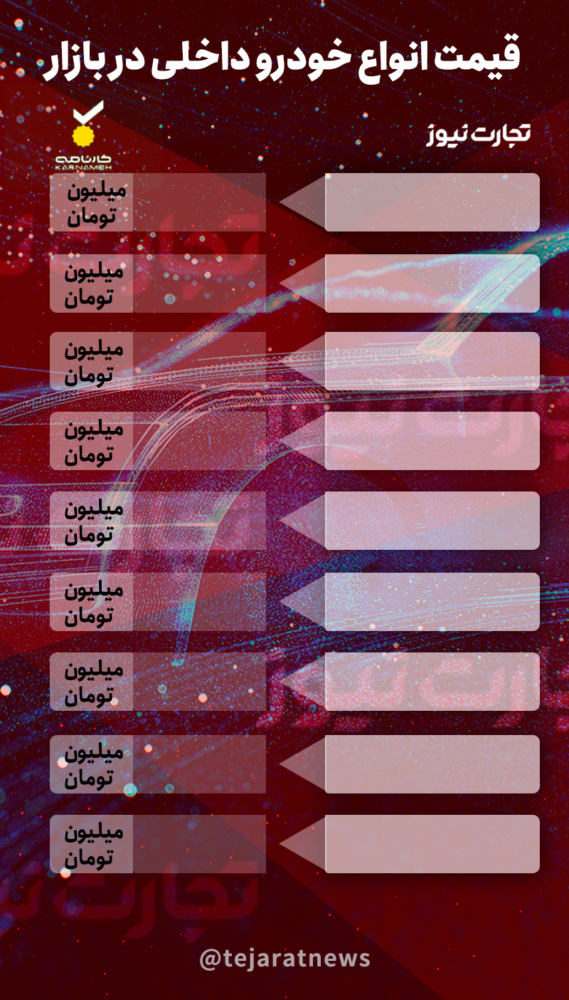 قیمت انواع خودرو داخلی در بازار
تجارت نیوز
کارنامه
KARNAMEH
میلیون
تومان
میلیون
تومان
میلیون
تومان
میلیون
تومان
میلیون
تومان
میلیون
تومان
میلیون
تومان
میلیون
تومان
میلیون
تومان
@tejaratnews